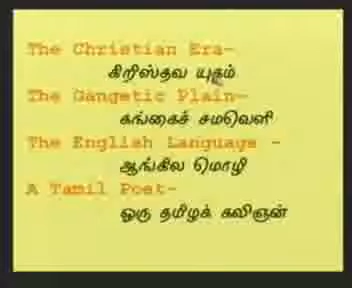 The Christian Era-
கிறிஸ்தவ யுகம்
The Gangetic Plain-
கங்கைச் சமவெளி
The English Language -
ஆங்கில மொழி
A Tamil Poet-
ஒரு தமிழக் கவிஞன்